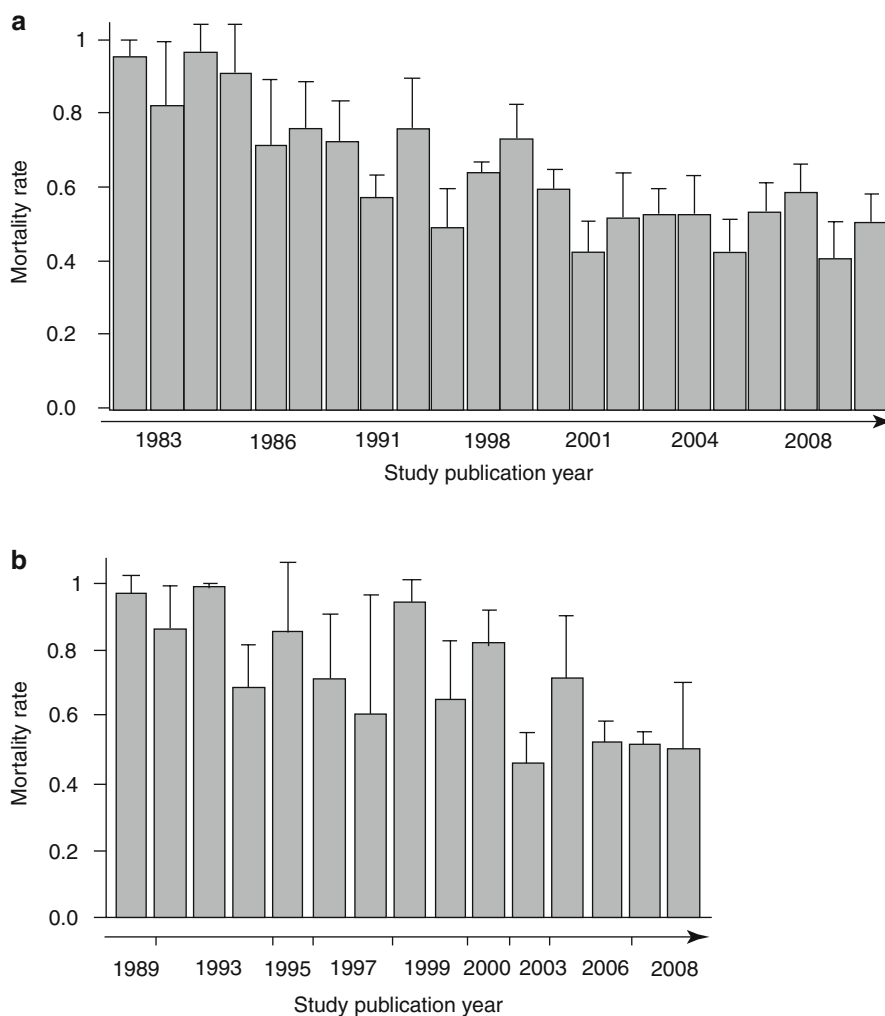 a
1
0.8
0.6
0.4
0.2
0.0
Mortality rate
1983 1986 1991 1998 2001 2004 2008
Study publication year
b
1
0.8
0.6
0.4
0.2
0.0
Mortality rate
1989 1993 1995 1997 1999 2000 2003 2006 2008
Study publication year